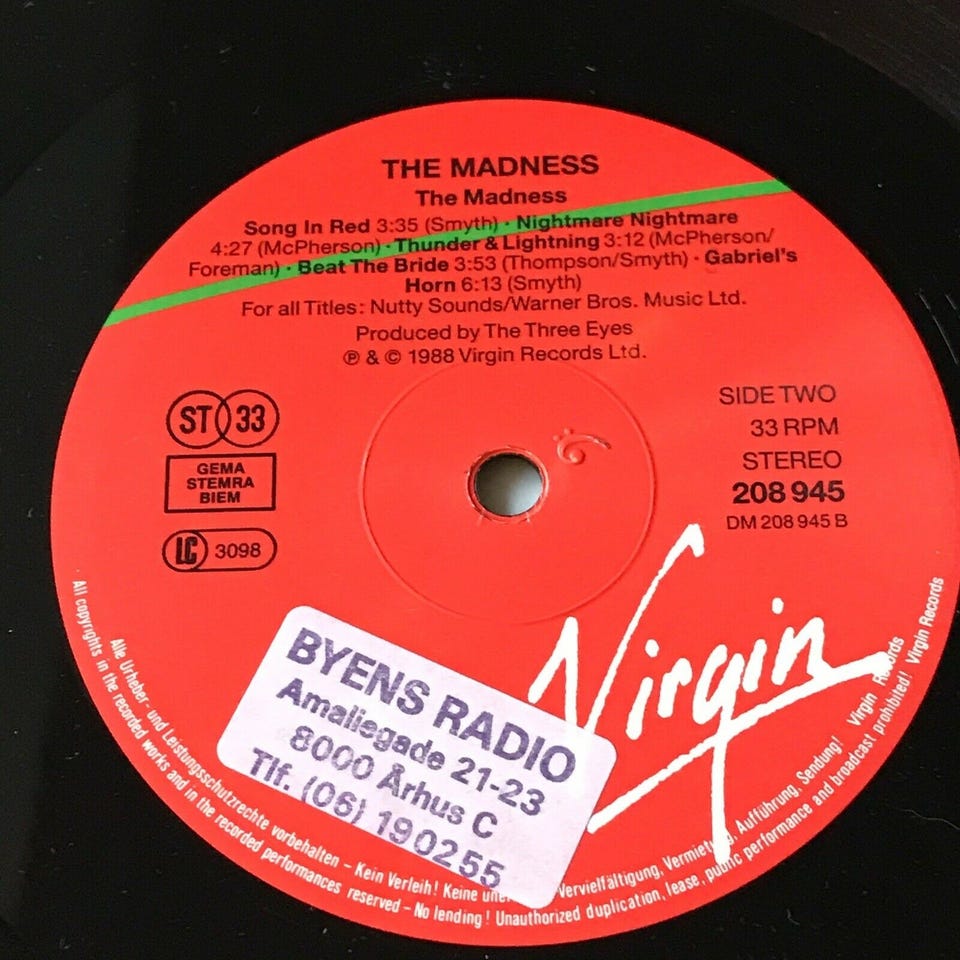 THE MADNESS
The Madness
Song In Red 3:35 (Smyth) · Nightmare Nightmare
4:27 (McPherson) · Thunder & Lightning 3:12 (McPherson/
Foreman) · Beat The Bride 3:53 (Thompson/Smyth) · Gabriel's
Horn 6:13 (Smyth)
For all Titles: Nutty Sounds/Warner Bros. Music Ltd.
Produced by The Three Eyes
℗ & © 1988 Virgin Records Ltd.
ST 33
GEMA
STEMRA
BIEM
LC 3098
SIDE TWO
33 RPM
STEREO
208 945
DM 208 945 B
Virgin
BYENS RADIO
Amaliegade 21-23
8000 Århus C
Tlf. (06) 190255
Alle Urheber- und Leistungsschutzrechte vorbehalten – Kein Verleih! Keine Vervielfältigung, Vermietung, Aufführung, Sendung! Virgin Records
All copyrights in the recorded works and in the recorded performances reserved – No lending! Unauthorized duplication, lease, public performance and broadcast prohibited! Virgin Records